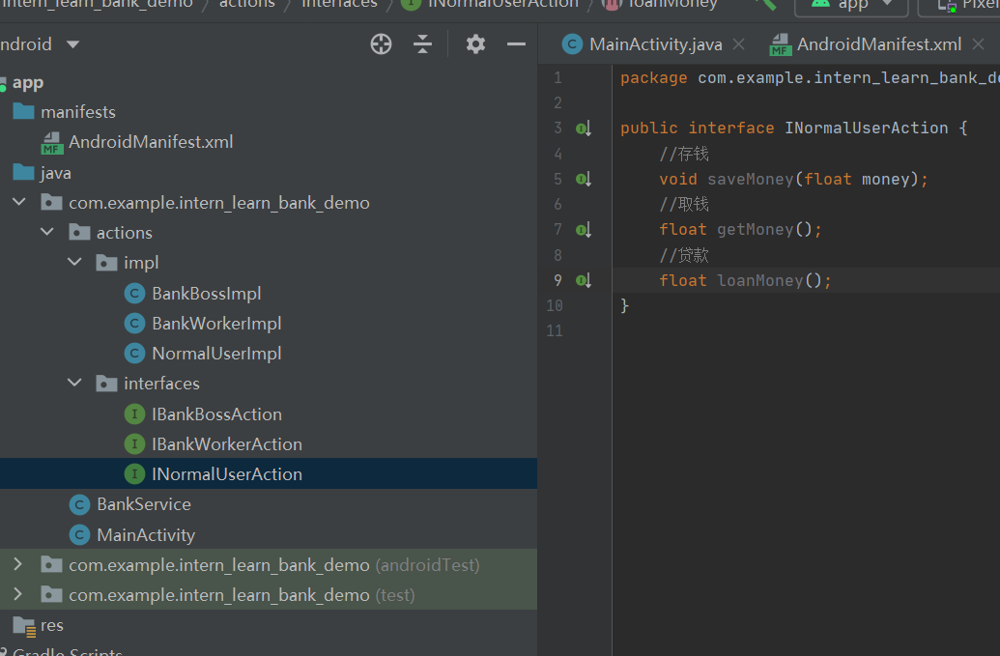 intern_learn_bank_demo / actions / interfaces / I INormalUserAction / m loanMoney app Pixel
Android
MainActivity.java AndroidManifest.xml
app
manifests
AndroidManifest.xml
java
com.example.intern_learn_bank_demo
actions
impl
BankBossImpl
BankWorkerImpl
NormalUserImpl
interfaces
IBankBossAction
IBankWorkerAction
INormalUserAction
BankService
MainActivity
com.example.intern_learn_bank_demo (androidTest)
com.example.intern_learn_bank_demo (test)
res
Gradle Scripts
1 package com.example.intern_learn_bank_de
2
3 public interface INormalUserAction {
4 //存钱
5 void saveMoney(float money);
6 //取钱
7 float getMoney();
8 //贷款
9 float loanMoney();
10 }
11